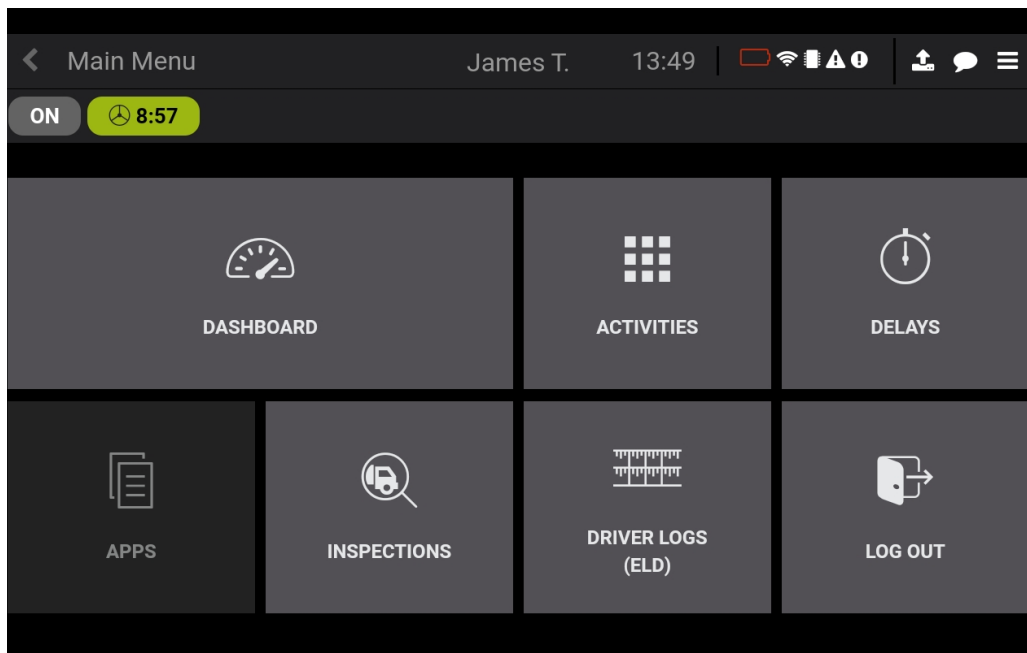 Main Menu
James T.
13:49
ON
8:57
DASHBOARD
ACTIVITIES
DELAYS
APPS
INSPECTIONS
DRIVER LOGS
(ELD)
LOG OUT